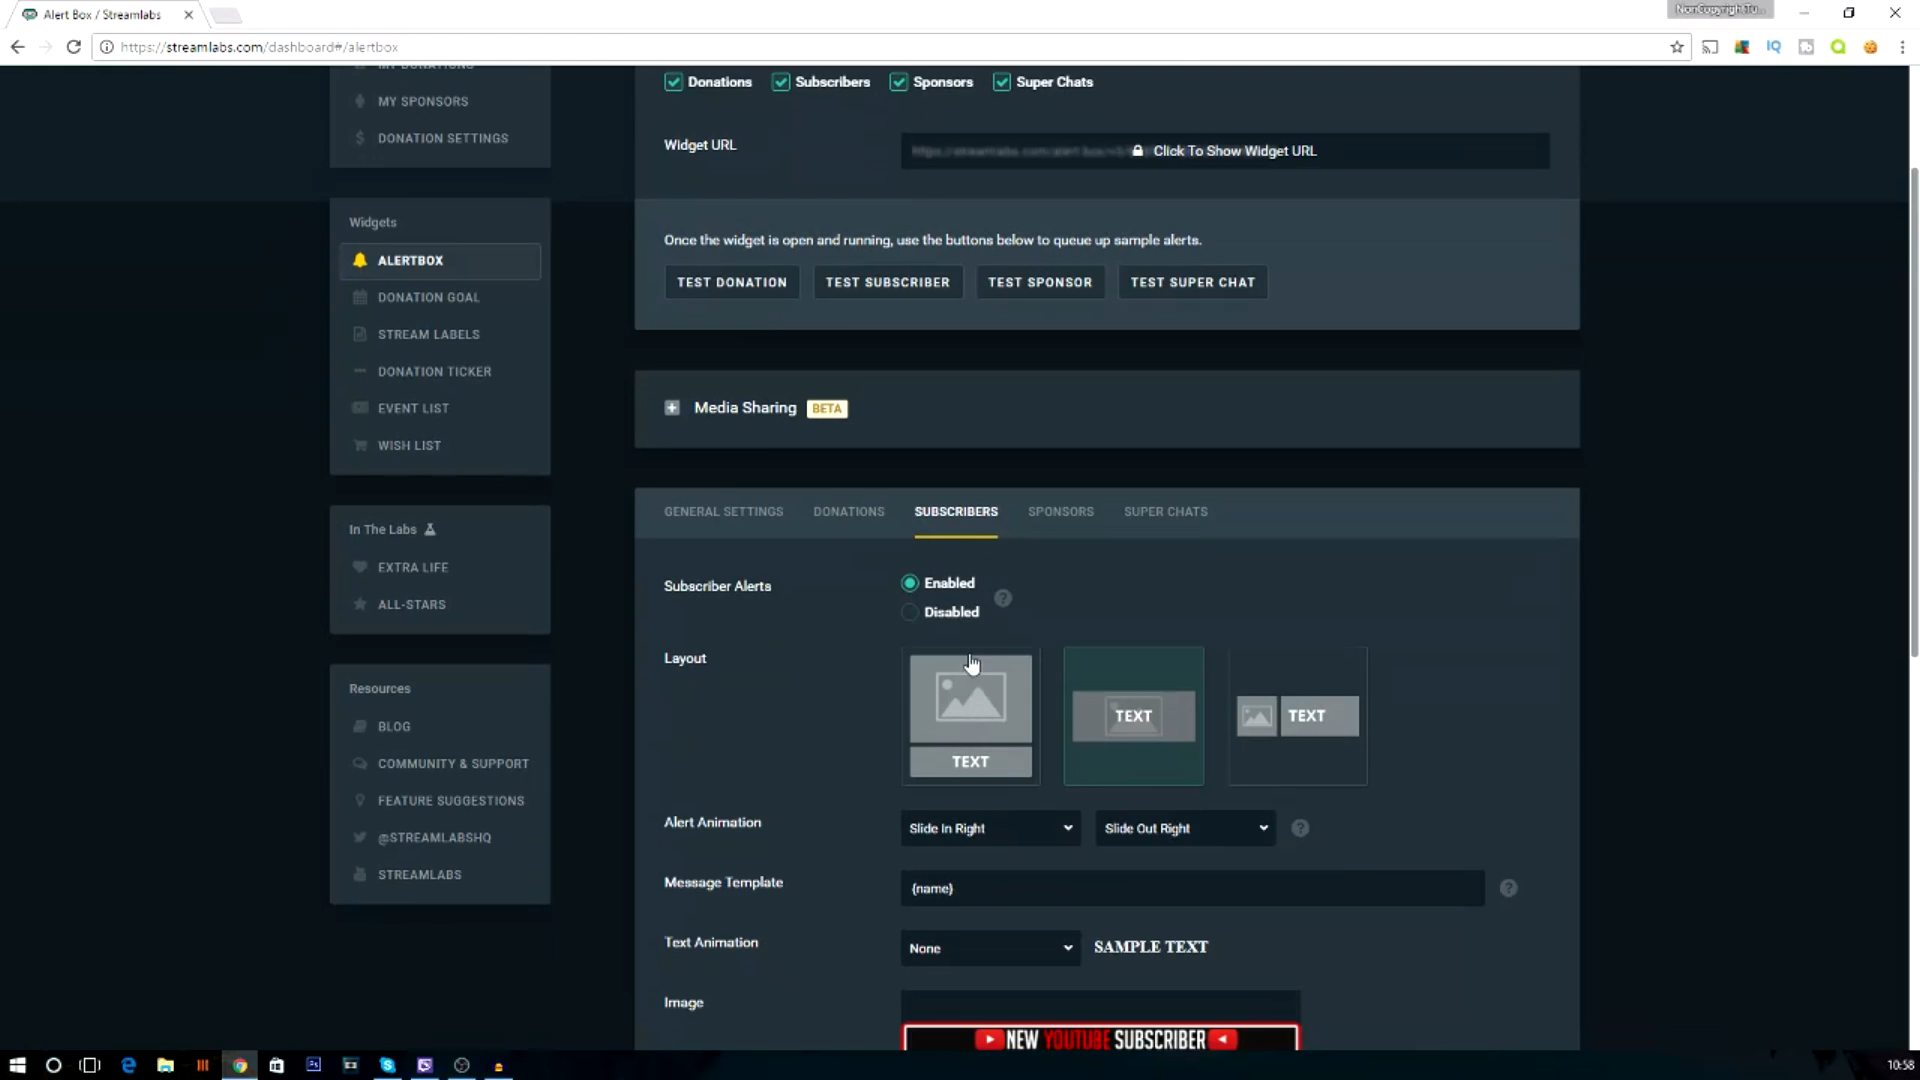 Alert Box / Streamlabs
NonCopyrightTu...
https://streamlabs.com/dashboard#/alertbox
MY DONATIONS
MY SPONSORS
DONATION SETTINGS
Widgets
ALERTBOX
DONATION GOAL
STREAM LABELS
DONATION TICKER
EVENT LIST
WISH LIST
In The Labs
EXTRA LIFE
ALL-STARS
Resources
BLOG
COMMUNITY & SUPPORT
FEATURE SUGGESTIONS
@STREAMLABSHQ
STREAMLABS
Donations Subscribers Sponsors Super Chats
Widget URL
Click To Show Widget URL
Once the widget is open and running, use the buttons below to queue up sample alerts.
TEST DONATION TEST SUBSCRIBER TEST SPONSOR TEST SUPER CHAT
Media Sharing BETA
GENERAL SETTINGS DONATIONS SUBSCRIBERS SPONSORS SUPER CHATS
Subscriber Alerts
Enabled
Disabled
Layout
TEXT
TEXT
TEXT
Alert Animation
Slide In Right
Slide Out Right
Message Template
{name}
Text Animation
None
SAMPLE TEXT
Image
NEW YOUTUBE SUBSCRIBER
10:58